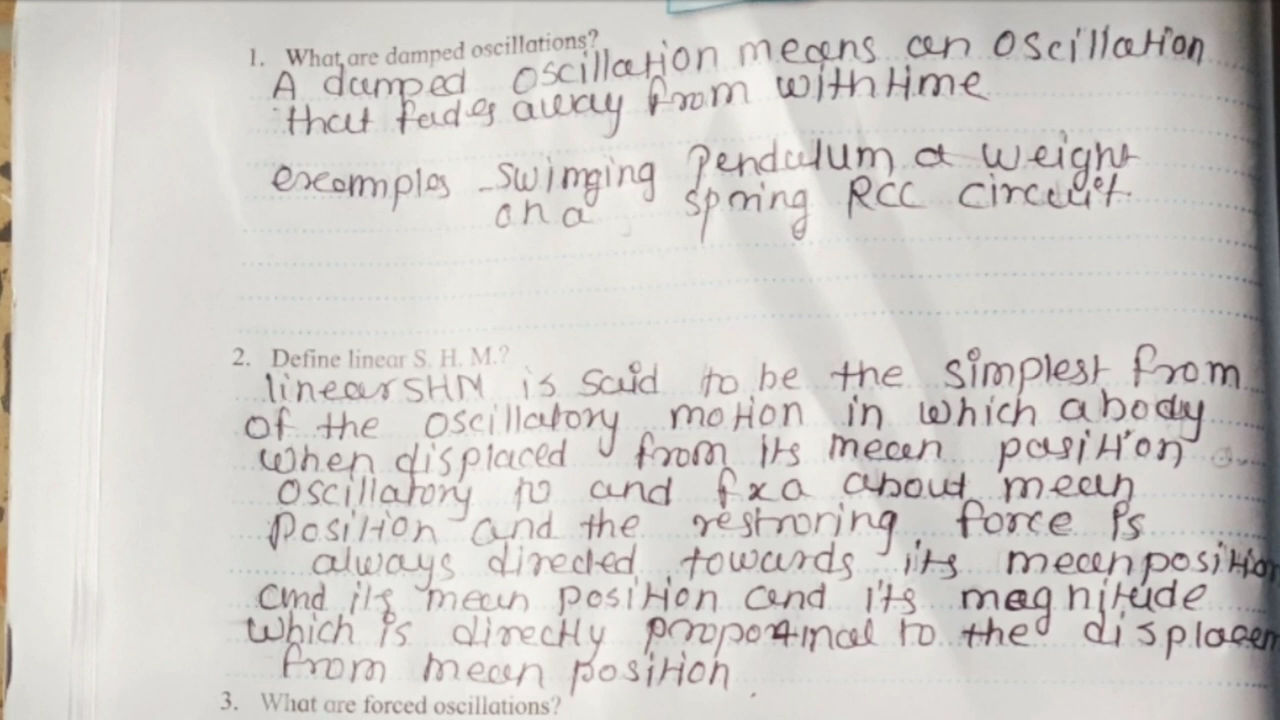 1. What are damped oscillations?
A damped oscillation means an oscillation
that fades away from with time
examples - swinging Pendulum a weight
on a spring RCC circuit.
2. Define linear S. H. M.?
linear SHM is said to be the simplest from
of the oscillatory motion in which a body
when displaced from its mean position
oscillatory to and fxa about mean
Position and the restroring force is
always directed towards its mean position
and its mean position and its magnitude
which is directly proportinal to the displacem
from mean position
3. What are forced oscillations?